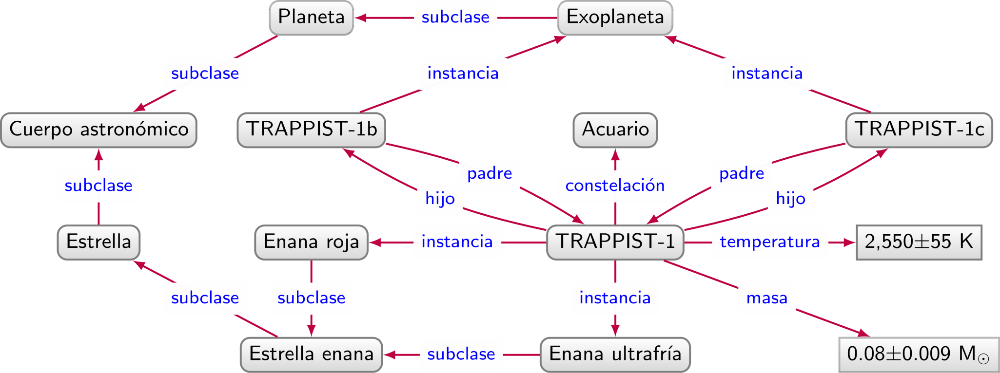 Planeta
subclase
Exoplaneta
subclase
instancia
instancia
Cuerpo astronómico
TRAPPIST-1b
Acuario
TRAPPIST-1c
padre
padre
subclase
constelación
hijo
hijo
Estrella
Enana roja
instancia
TRAPPIST-1
temperatura
2,550±55 K
subclase
subclase
instancia
masa
Estrella enana
subclase
Enana ultrafría
0.08±0.009 M☉